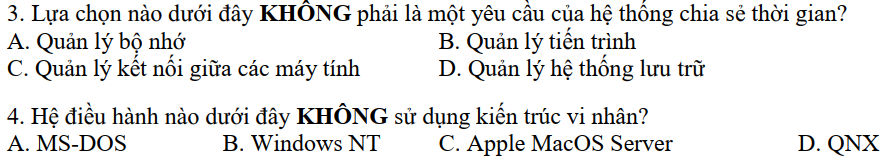 3. Lựa chọn nào dưới đây KHÔNG phải là một yêu cầu của hệ thống chia sẻ thời gian?
A. Quản lý bộ nhớ B. Quản lý tiến trình
C. Quản lý kết nối giữa các máy tính D. Quản lý hệ thống lưu trữ
4. Hệ điều hành nào dưới đây KHÔNG sử dụng kiến trúc vi nhân?
A. MS-DOS B. Windows NT C. Apple MacOS Server D. QNX